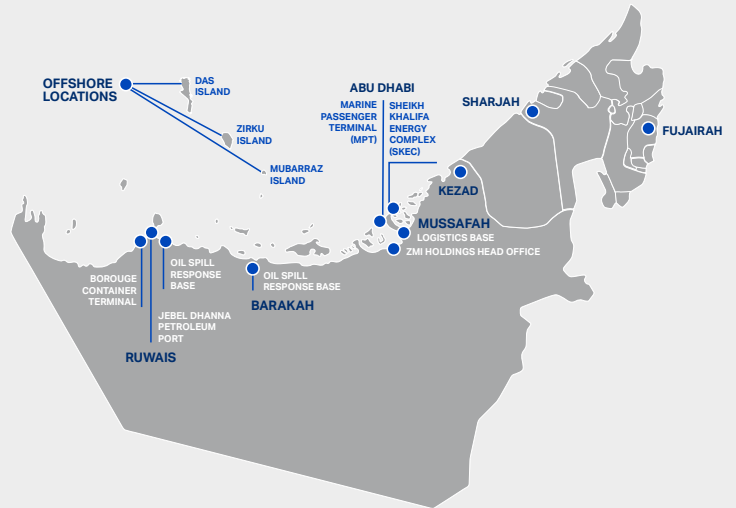 OFFSHORE
LOCATIONS
DAS
ISLAND
ZIRKU
ISLAND
MUBARRAZ
ISLAND
ABU DHABI
MARINE
PASSENGER
TERMINAL
(MPT)
SHEIKH
KHALIFA
ENERGY
COMPLEX
(SKEC)
SHARJAH
FUJAIRAH
KEZAD
MUSSAFAH
LOGISTICS BASE
ZMI HOLDINGS HEAD OFFICE
BOROUGE
CONTAINER
TERMINAL
OIL SPILL
RESPONSE
BASE
JEBEL DHANNA
PETROLEUM
PORT
RUWAIS
OIL SPILL
RESPONSE BASE
BARAKAH